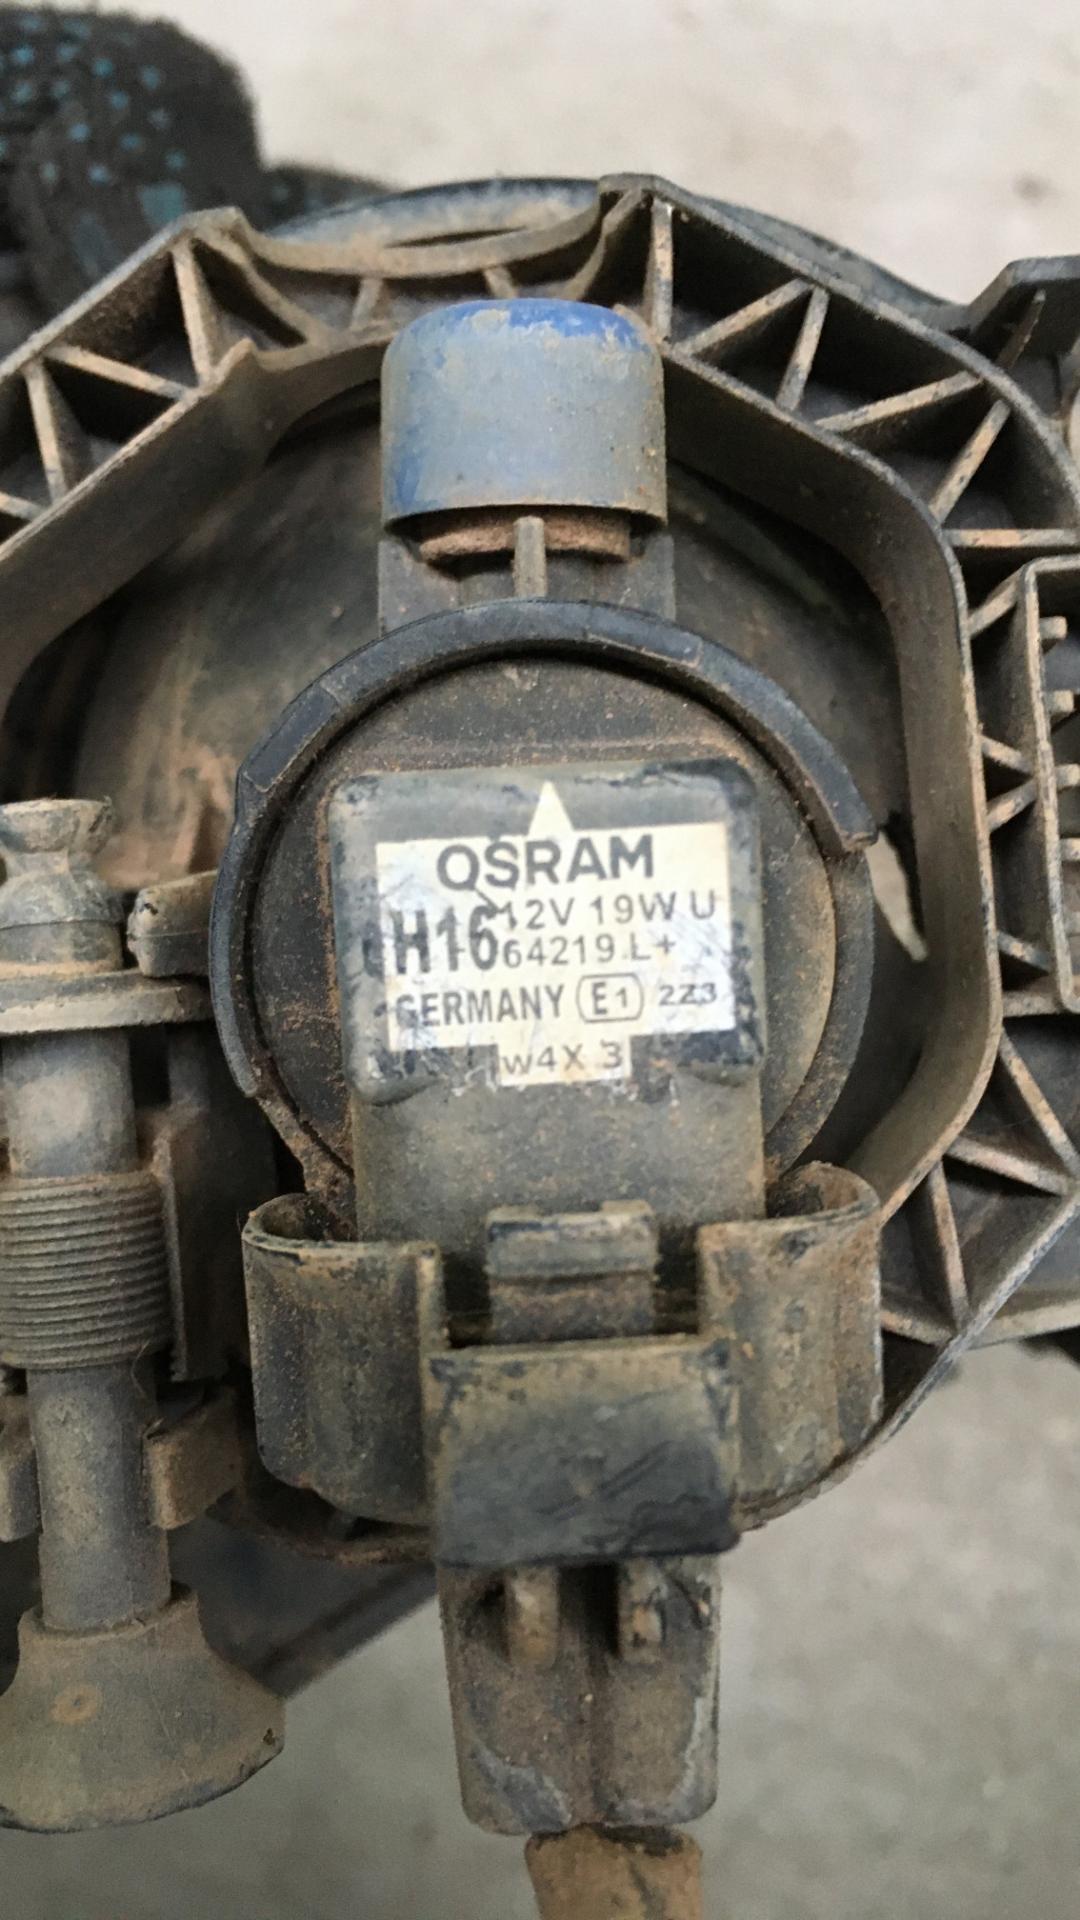 OSRAM
H16 12V 19W U
64219 L+
GERMANY E1 2Z3
W4X 3